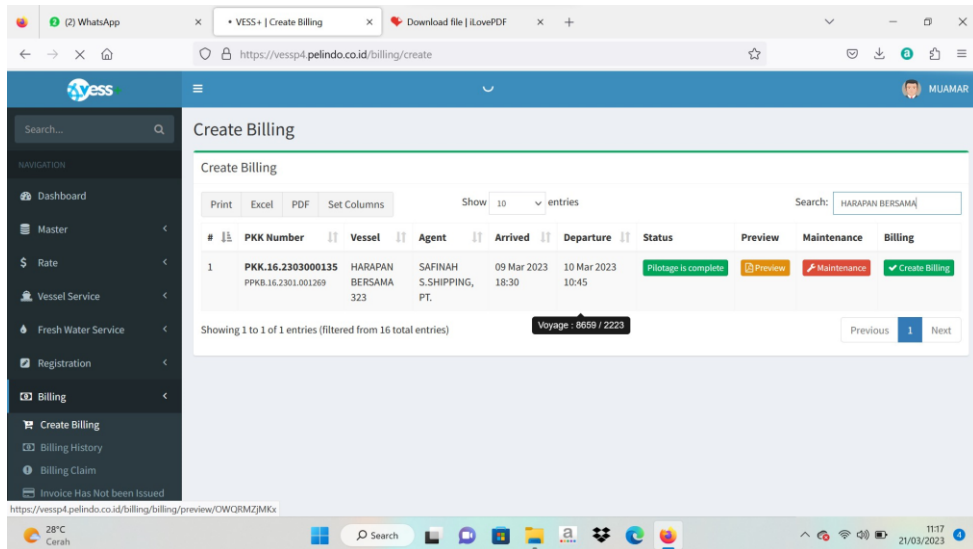 (2) WhatsApp
• VESS+ | Create Billing
Download file | iLovePDF
https://vessp4.pelindo.co.id/billing/create
Vess+
MUAMAR
Search...
Create Billing
NAVIGATION
Create Billing
Dashboard
Print Excel PDF Set Columns
Show 10 entries
Search: HARAPAN BERSAMA
Master
# PKK Number Vessel Agent Arrived Departure Status Preview Maintenance Billing
Rate
1 PKK.16.2303000135 HARAPAN SAFINAH 09 Mar 2023 10 Mar 2023 Pilotage is complete Preview Maintenance Create Billing
PPKB.16.2301.001269 BERSAMA S.SHIPPING, 18:30 10:45
323 PT.
Vessel Service
Fresh Water Service
Showing 1 to 1 of 1 entries (filtered from 16 total entries)
Voyage : 8659 / 2223
Previous 1 Next
Registration
Billing
Create Billing
Billing History
Billing Claim
Invoice Has Not been Issued
https://vessp4.pelindo.co.id/billing/billing/preview/OWQRMZjMKx
28°C
Cerah
Search
11:17
21/03/2023
4